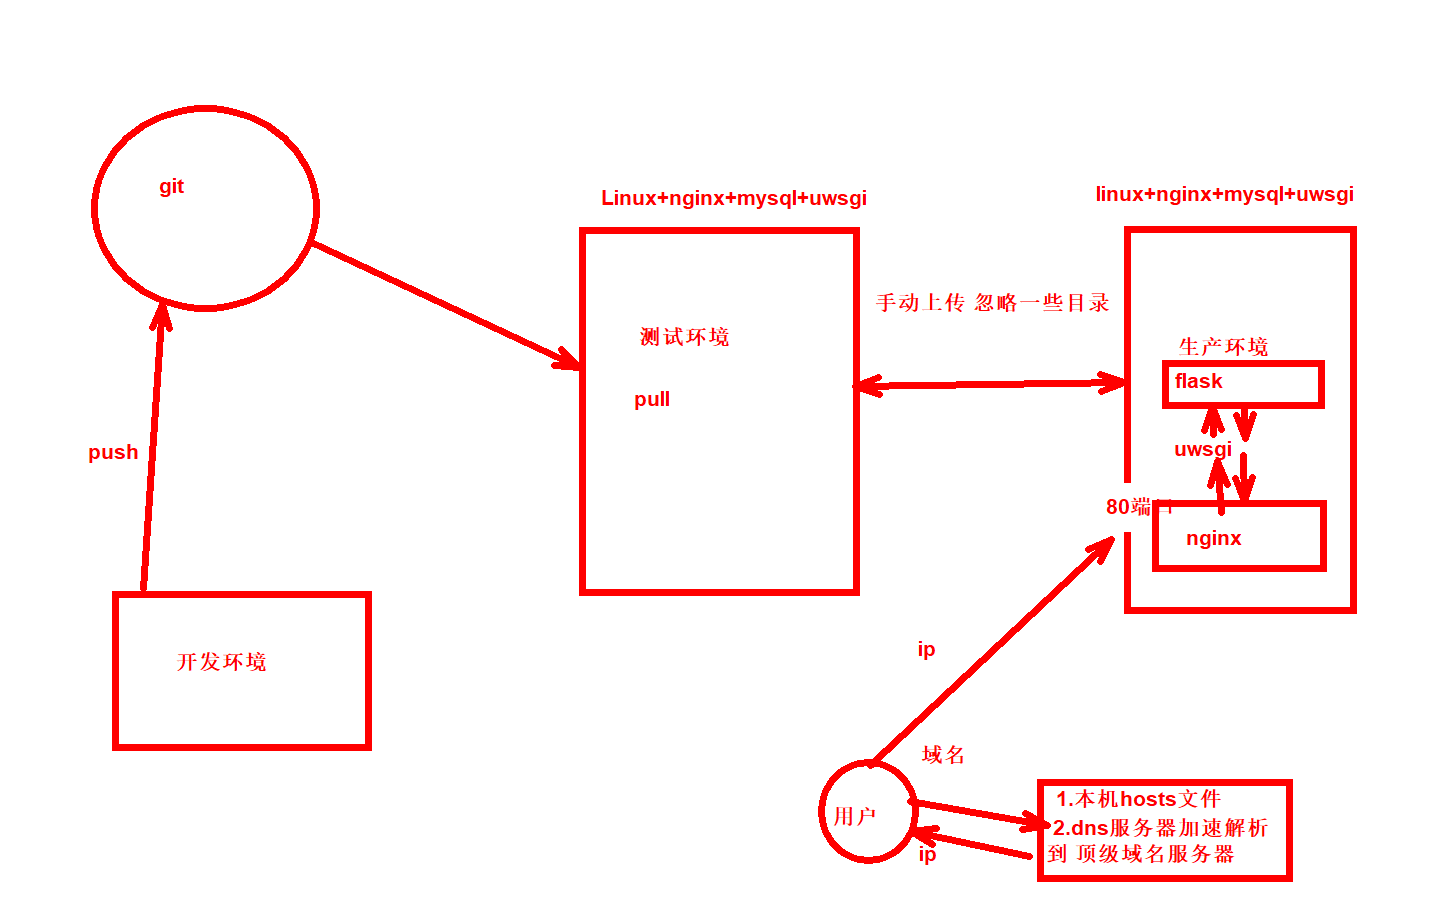 git
Linux+nginx+mysql+uwsgi
linux+nginx+mysql+uwsgi
手动上传 忽略一些目录
测试环境
生产环境
flask
pull
push
uwsgi
80端口
nginx
开发环境
ip
域名
用户
1.本机hosts文件
2.dns服务器加速解析
到 顶级域名服务器
ip